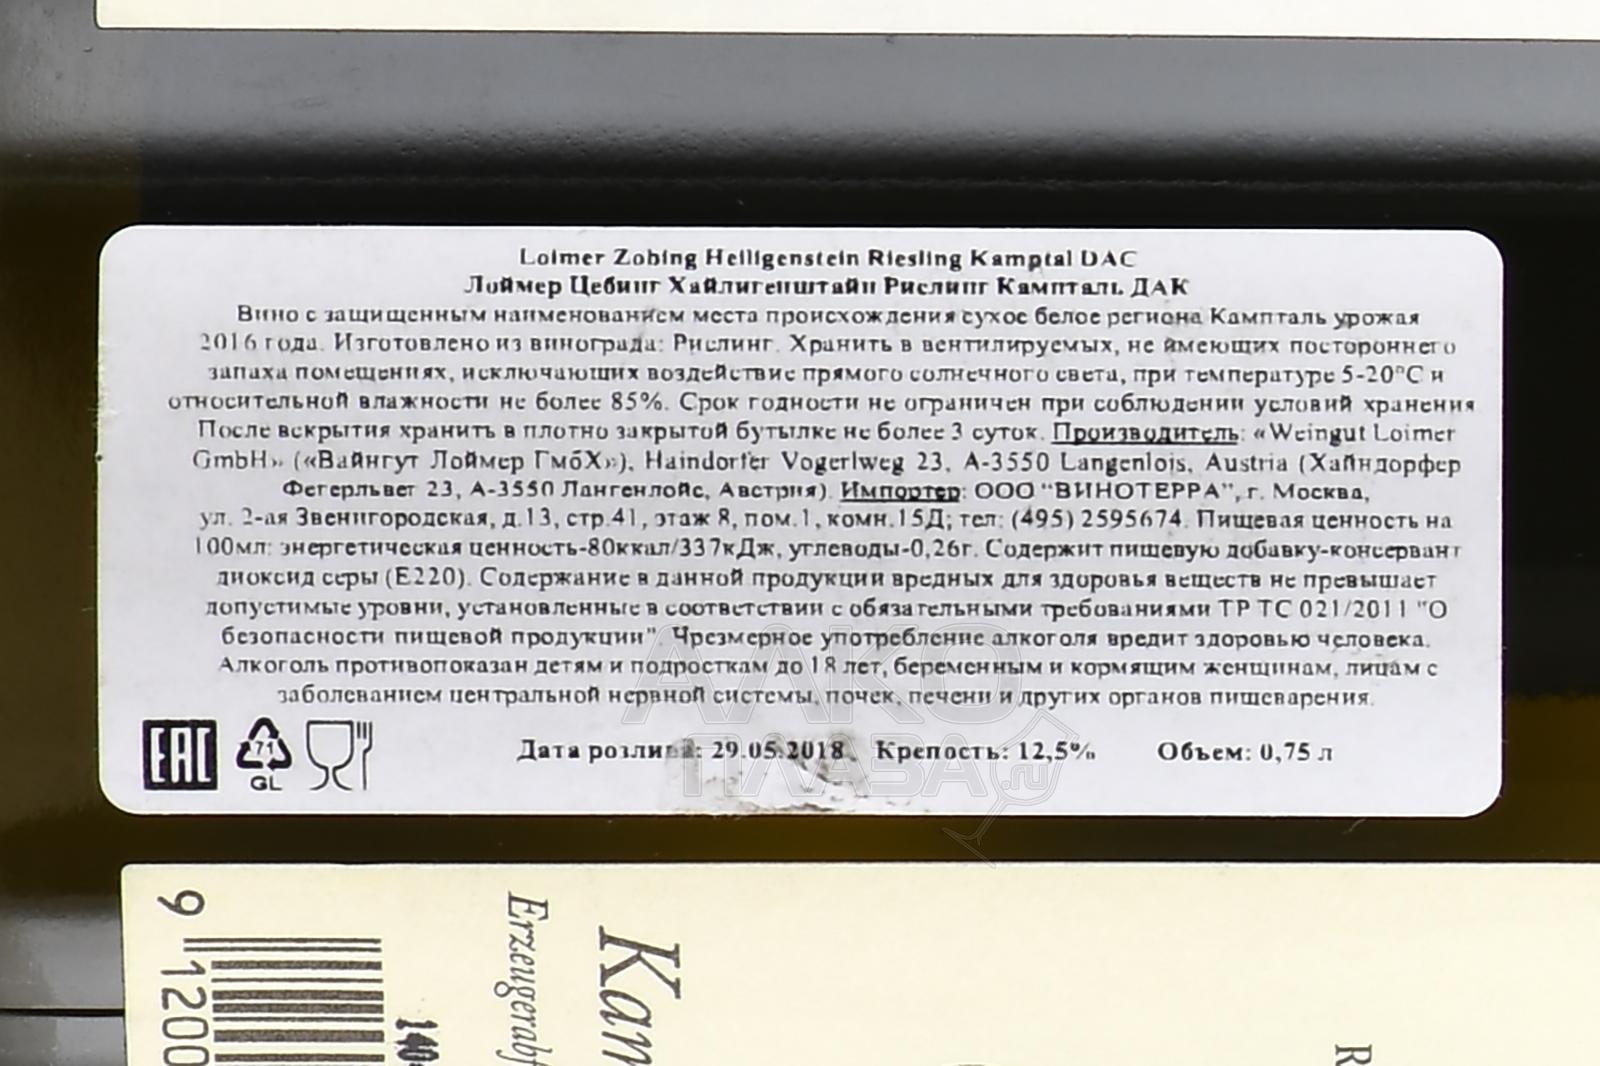 Loimer Zobing Heiligenstein Riesling Kamptal DAC
Лоймер Цебинг Хайлигенштайн Рислинг Кампталь ДАК
Вино с защищенным наименованием места происхождения сухое белое региона Кампталь урожая
2016 года. Изготовлено из винограда: Рислинг. Хранить в вентилируемых, не имеющих постороннего
запаха помещениях, исключающих воздействие прямого солнечного света, при температуре 5-20°С и
относительной влажности не более 85%. Срок годности не ограничен при соблюдении условий хранения
После вскрытия хранить в плотно закрытой бутылке не более 3 суток. Производитель: «Weingut Loimer
GmbH» («Вайнгут Лоймер ГмбХ»), Haindorfer Vogerlweg 23, A-3550 Langenlois, Austria (Хайндорфер
Фегерльвег 23, А-3550 Лангенлойс, Австрия). Импортер: ООО "ВИНОТЕРРА", г. Москва,
ул. 2-ая Звенигородская, д.13, стр.41, этаж 8, пом.1, комн.15Д; тел: (495) 2595674. Пищевая ценность на
100мл: энергетическая ценность-80ккал/337кДж, углеводы-0,26г. Содержит пищевую добавку-консервант
диоксид серы (Е220). Содержание в данной продукции вредных для здоровья веществ не превышает
допустимые уровни, установленные в соответствии с обязательными требованиями ТР ТС 021/2011 "О
безопасности пищевой продукции". Чрезмерное употребление алкоголя вредит здоровью человека.
Алкоголь противопоказан детям и подросткам до 18 лет, беременным и кормящим женщинам, лицам с
заболеванием центральной нервной системы, почек, печени и других органов пищеварения.
EAC 71 GL Дата розлива: 29.05.2018. Крепость: 12,5% Объем: 0,75 л
АЛКО
ПЛАЗА.ru
9 1200
140
Erzeugerabf
Kam
R